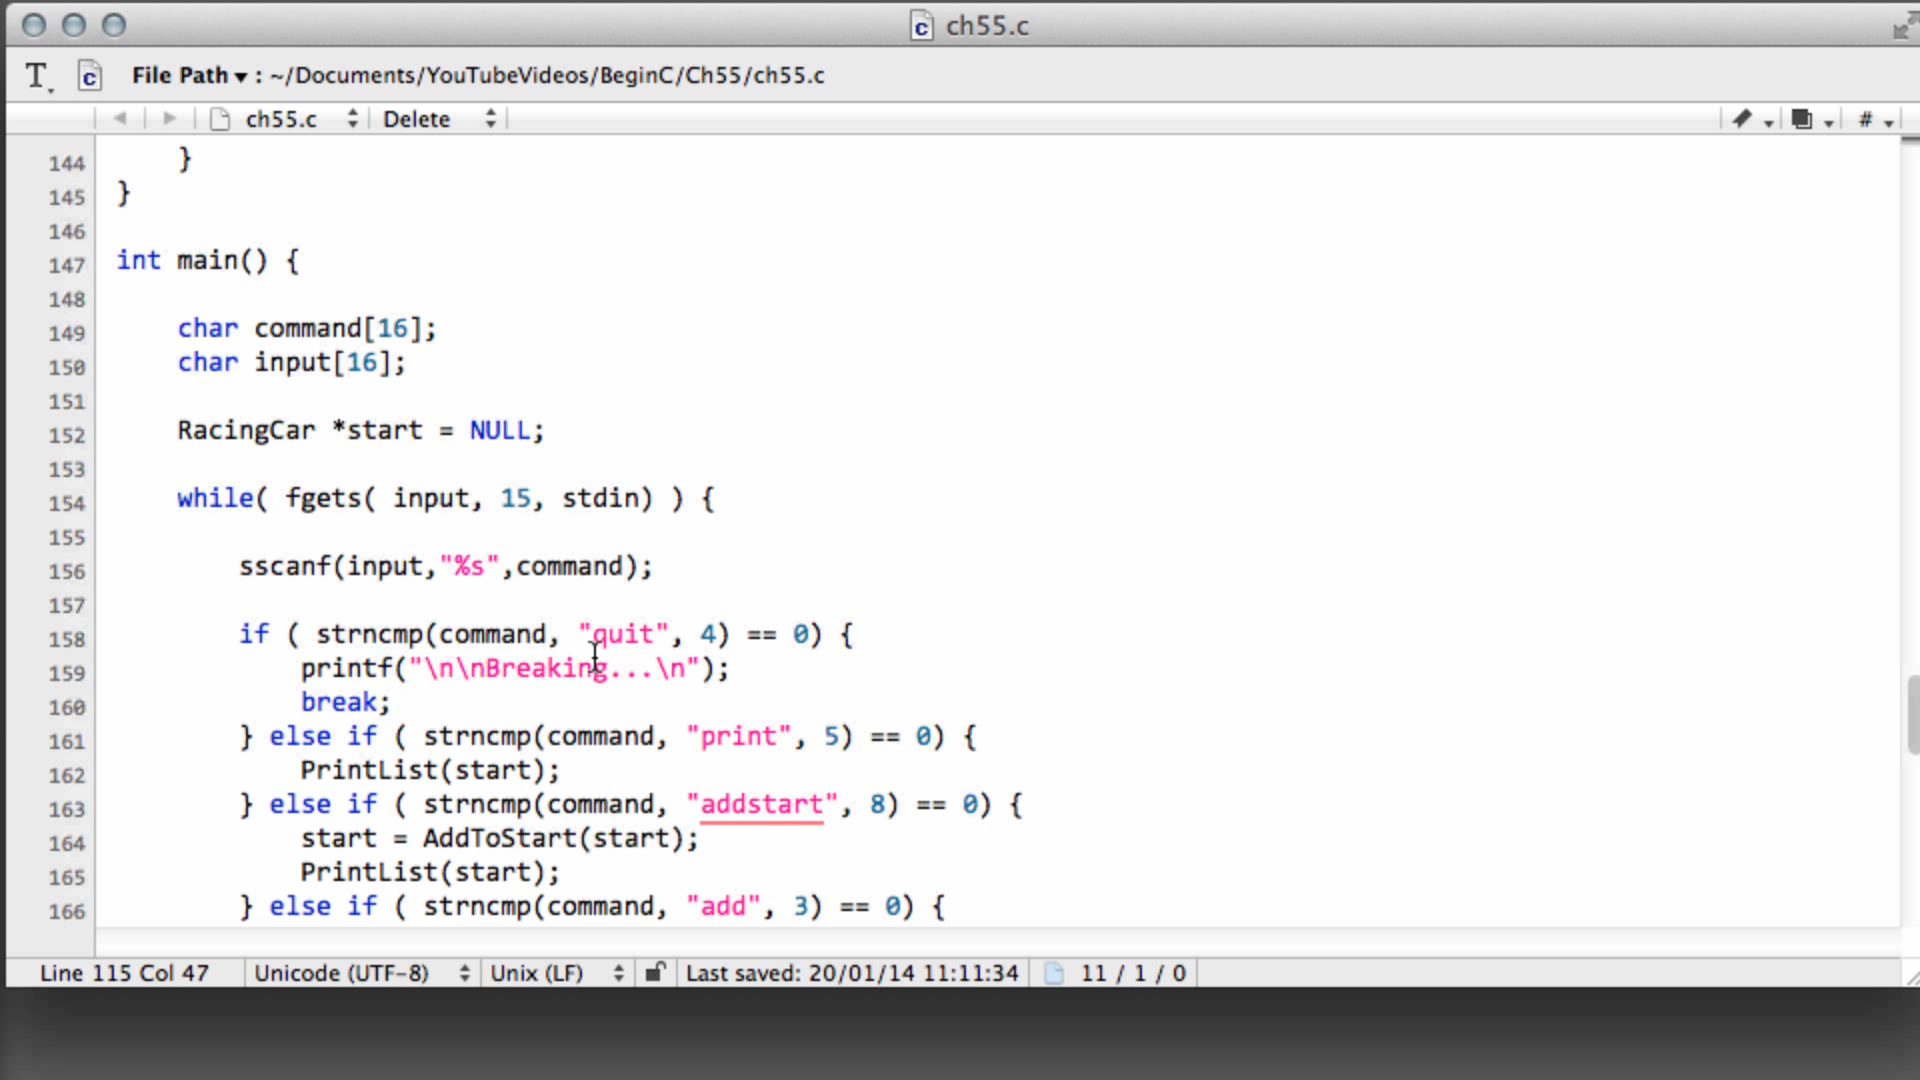 ch55.c
File Path ▾ : ~/Documents/YouTubeVideos/BeginC/Ch55/ch55.c
ch55.c Delete #
144     }
145 }
146
147 int main() {
148
149     char command[16];
150     char input[16];
151
152     RacingCar *start = NULL;
153
154     while( fgets( input, 15, stdin) ) {
155
156         sscanf(input,"%s",command);
157
158         if ( strncmp(command, "quit", 4) == 0) {
159             printf("\n\nBreaking...\n");
160             break;
161         } else if ( strncmp(command, "print", 5) == 0) {
162             PrintList(start);
163         } else if ( strncmp(command, "addstart", 8) == 0) {
164             start = AddToStart(start);
165             PrintList(start);
166         } else if ( strncmp(command, "add", 3) == 0) {
Line 115 Col 47 Unicode (UTF-8) Unix (LF) Last saved: 20/01/14 11:11:34 11 / 1 / 0